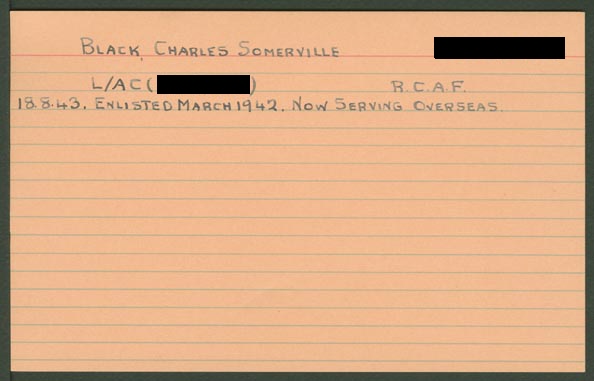 BLACK, CHARLES SOMERVILLE
L/AC ( ) R.C.A.F.
18.8.43. ENLISTED MARCH 1942. NOW SERVING OVERSEAS.